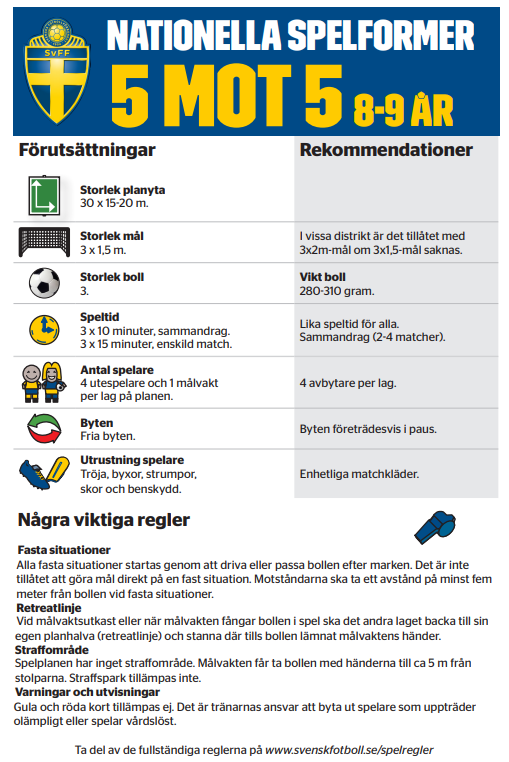 SvFF
NATIONELLA SPELFORMER
5 MOT 5 8-9 ÅR
Förutsättningar
Rekommendationer
Storlek planyta
30 x 15-20 m.
Storlek mål
3 x 1,5 m.
I vissa distrikt är det tillåtet med
3x2m-mål om 3x1,5-mål saknas.
Storlek boll
3.
Vikt boll
280-310 gram.
Speltid
3 x 10 minuter, sammandrag.
3 x 15 minuter, enskild match.
Lika speltid för alla.
Sammandrag (2-4 matcher).
Antal spelare
4 utespelare och 1 målvakt
per lag på planen.
4 avbytare per lag.
Byten
Fria byten.
Byten företrädesvis i paus.
Utrustning spelare
Tröja, byxor, strumpor,
skor och benskydd.
Enhetliga matchkläder.
Några viktiga regler
Fasta situationer
Alla fasta situationer startas genom att driva eller passa bollen efter marken. Det är inte
tillåtet att göra mål direkt på en fast situation. Motståndarna ska ta ett avstånd på minst fem
meter från bollen vid fasta situationer.
Retreatlinje
Vid målvaktsutkast eller när målvakten fångar bollen i spel ska det andra laget backa till sin
egen planhalva (retreatlinje) och stanna där tills bollen lämnat målvaktens händer.
Straffområde
Spelplanen har inget straffområde. Målvakten får ta bollen med händerna till ca 5 m från
stolparna. Straffspark tillämpas inte.
Varningar och utvisningar
Gula och röda kort tillämpas ej. Det är tränarnas ansvar att byta ut spelare som uppträder
olämpligt eller spelar vårdslöst.
Ta del av de fullständiga reglerna på www.svenskfotboll.se/spelregler